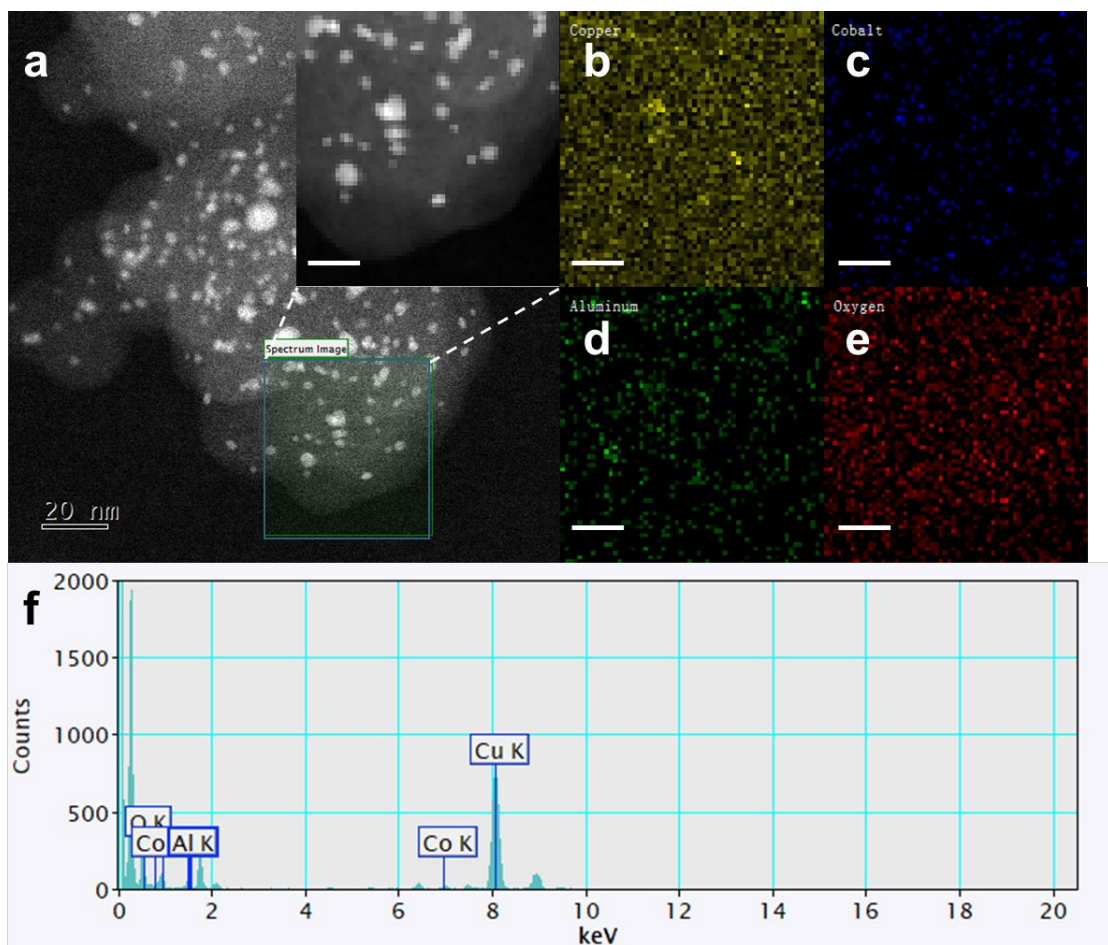 a
b
c
d
e
Copper
Cobalt
Aluminum
Oxygen
Spectrum Image
20 nm
f
2000
1500
1000
500
0
Counts
O K
Co
Al K
Co K
Cu K
0 2 4 6 8 10 12 14 16 18 20
keV